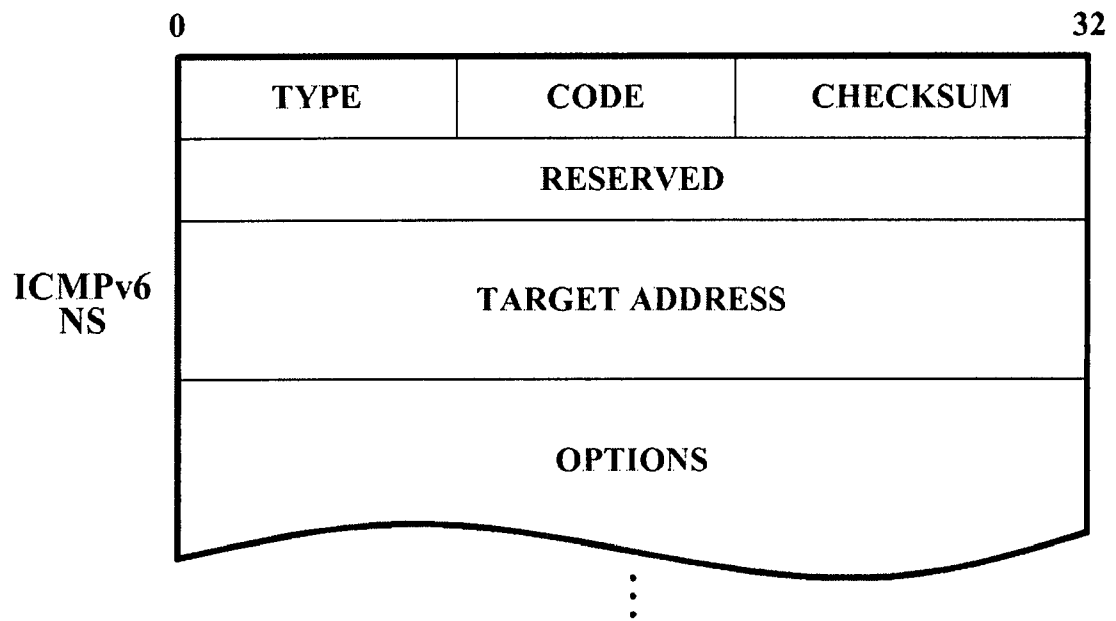 0 32
TYPE CODE CHECKSUM
RESERVED
ICMPv6
NS
TARGET ADDRESS
OPTIONS